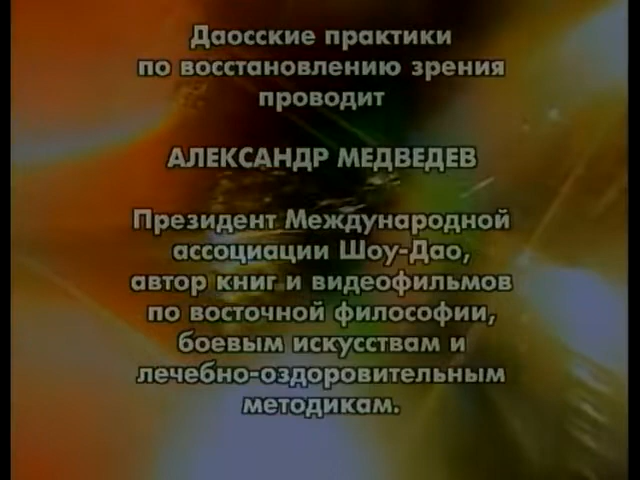 Даосские практики
по восстановлению зрения
проводит
АЛЕКСАНДР МЕДВЕДЕВ
Президент Международной
ассоциации Шоу-Дао,
автор книг и видеофильмов
по восточной философии,
боевым искусствам и
лечебно-оздоровительным
методикам.